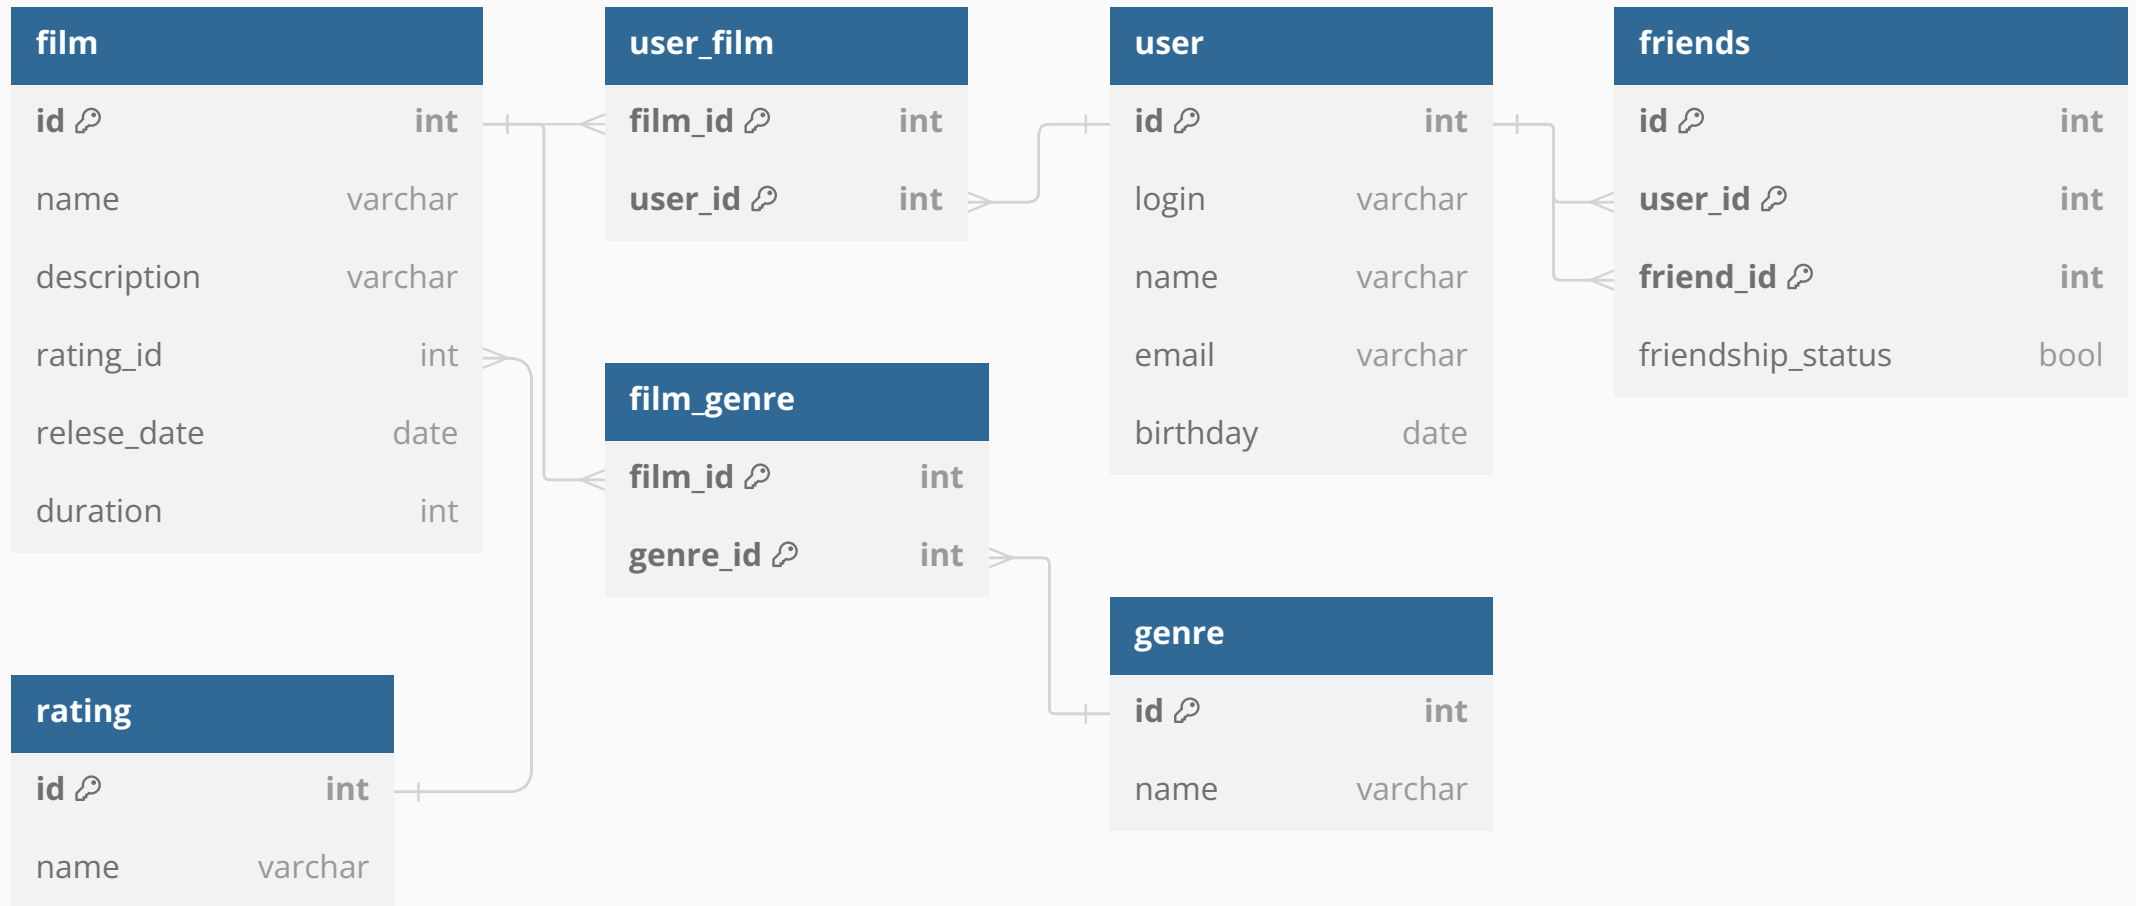 film
id int
name varchar
description varchar
rating_id int
relese_date date
duration int
user_film
film_id int
user_id int
user
id int
login varchar
name varchar
email varchar
birthday date
friends
id int
user_id int
friend_id int
friendship_status bool
film_genre
film_id int
genre_id int
genre
id int
name varchar
rating
id int
name varchar